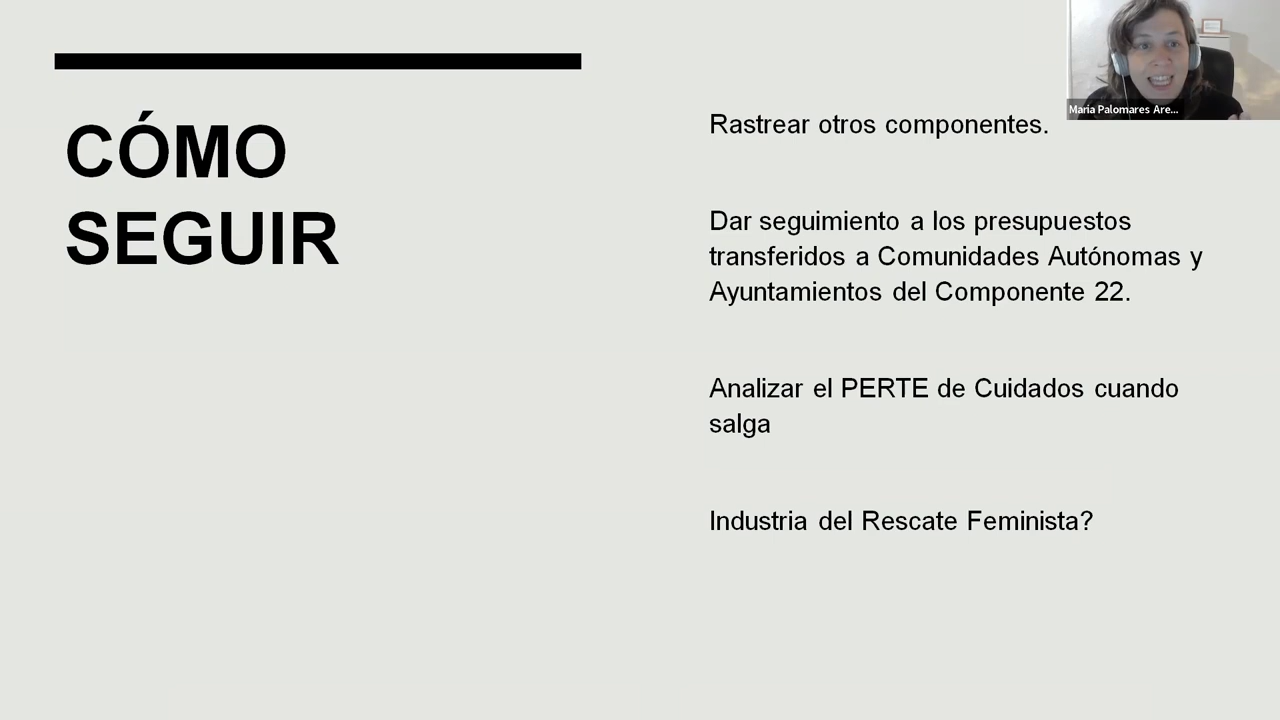 CÓMO
SEGUIR
Rastrear otros componentes.
Dar seguimiento a los presupuestos
transferidos a Comunidades Autónomas y
Ayuntamientos del Componente 22.
Analizar el PERTE de Cuidados cuando
salga
Industria del Rescate Feminista?
Maria Palomares Are...